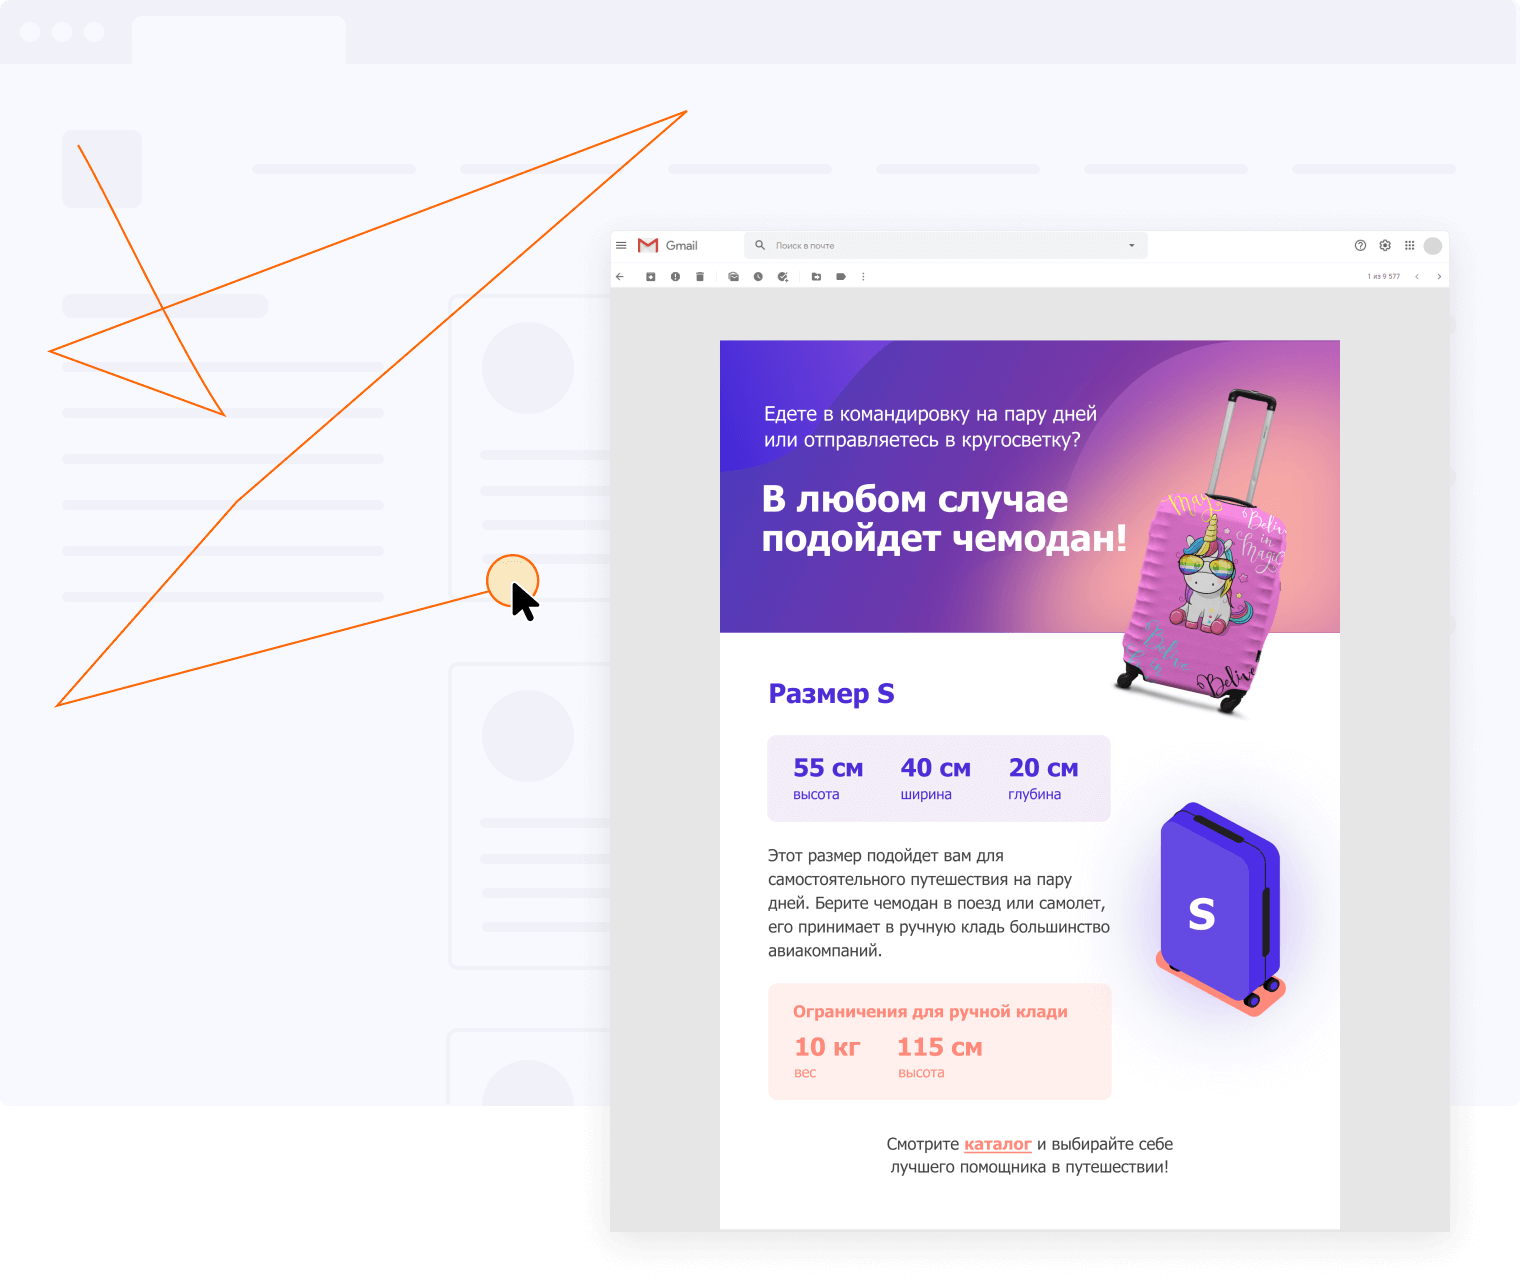 Gmail
Поиск в почте
1 из 9 577
Едете в командировку на пару дней
или отправляетесь в кругосветку?
В любом случае
подойдет чемодан!
Magic
Belive
in
Magic
Belive
Belive
Размер S
55 см
40 см
20 см
высота
ширина
глубина
Этот размер подойдет вам для
самостоятельного путешествия на пару
дней. Берите чемодан в поезд или самолет,
его принимает в ручную кладь большинство
авиакомпаний.
S
Ограничения для ручной клади
10 кг
115 см
вес
высота
Смотрите каталог и выбирайте себе
лучшего помощника в путешествии!